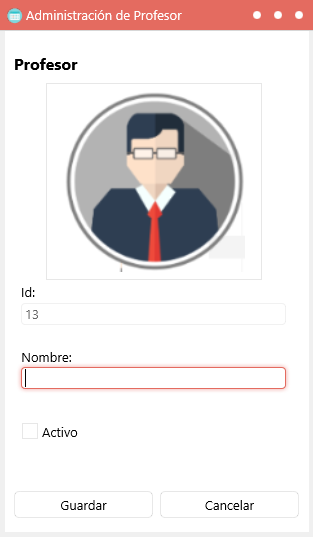 Administración de Profesor
Profesor
Id:
13
Nombre:
Activo
Guardar
Cancelar